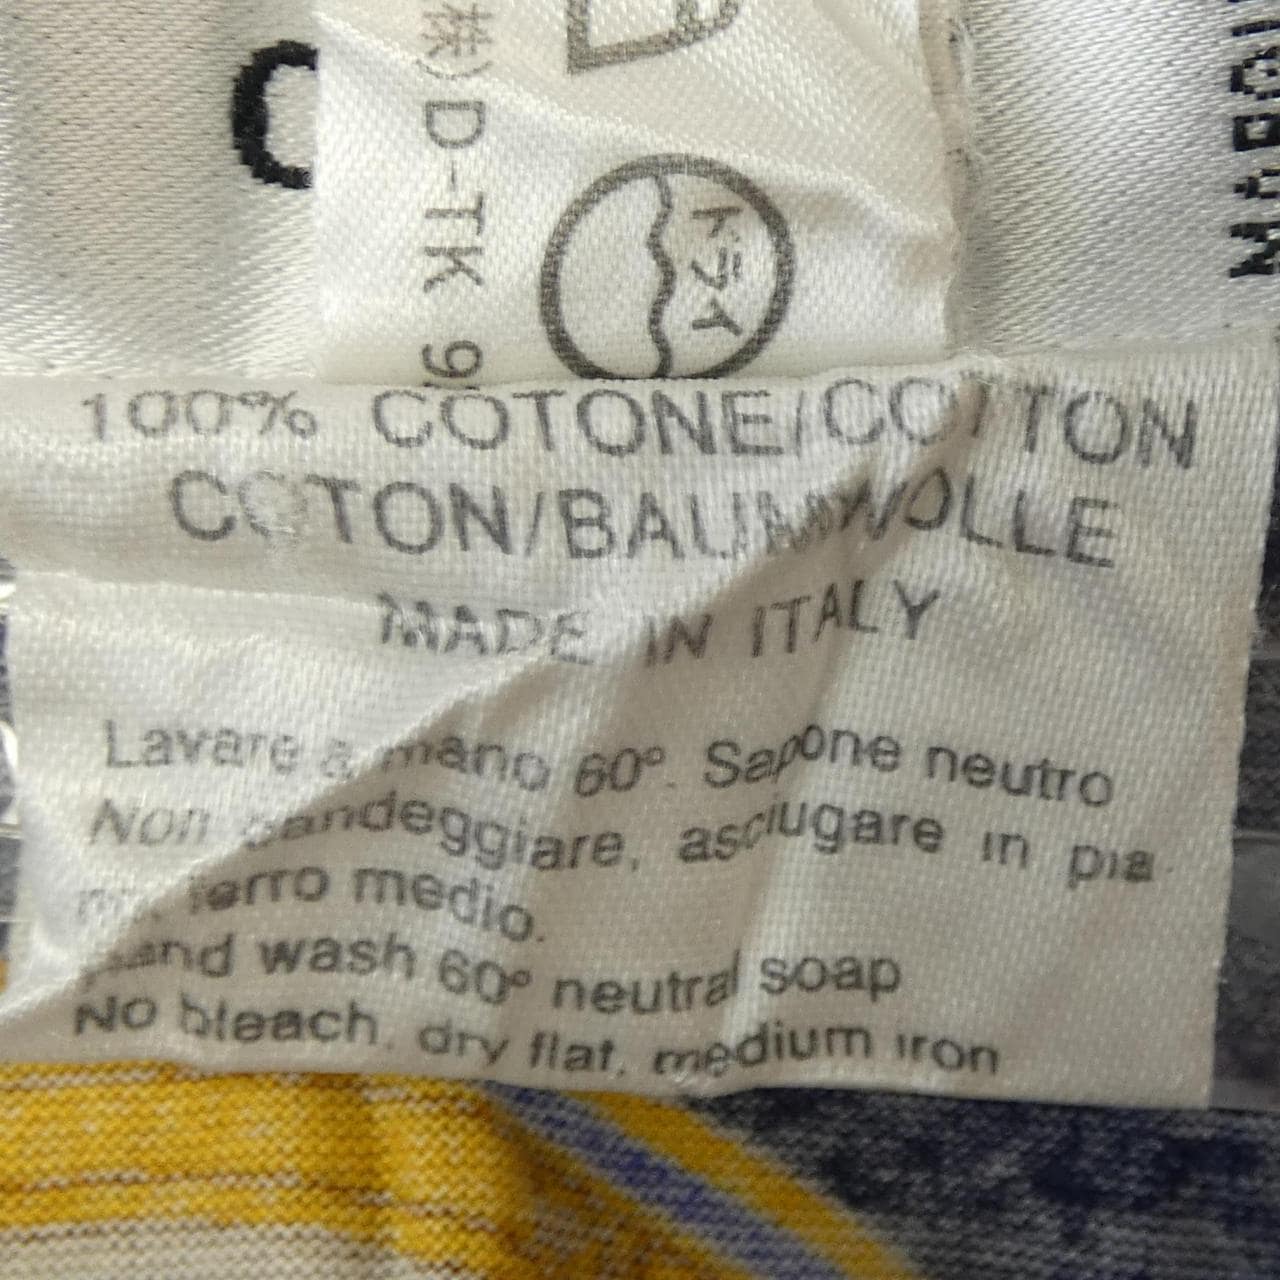 株)D-TK 9
ドライ
100% COTONE/COTTON
COTON/BAUMWOLLE
MADE IN ITALY
Lavare a mano 60°. Sapone neutro
Non candeggiare, asciugare in pia
no, ferro medio.
Hand wash 60° neutral soap
No bleach, dry flat, medium iron